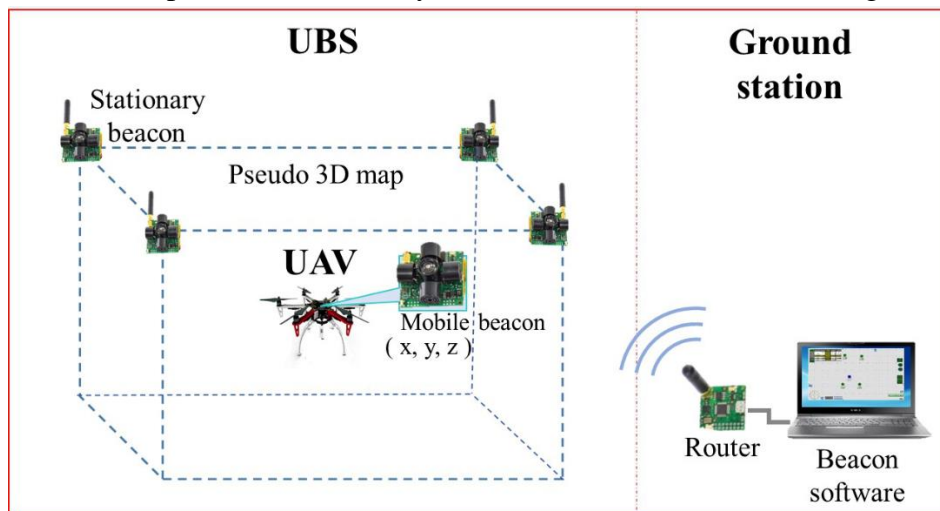 UBS
Ground
station
Stationary
beacon
Pseudo 3D map
UAV
Mobile beacon
( x, y, z )
Router
Beacon
software